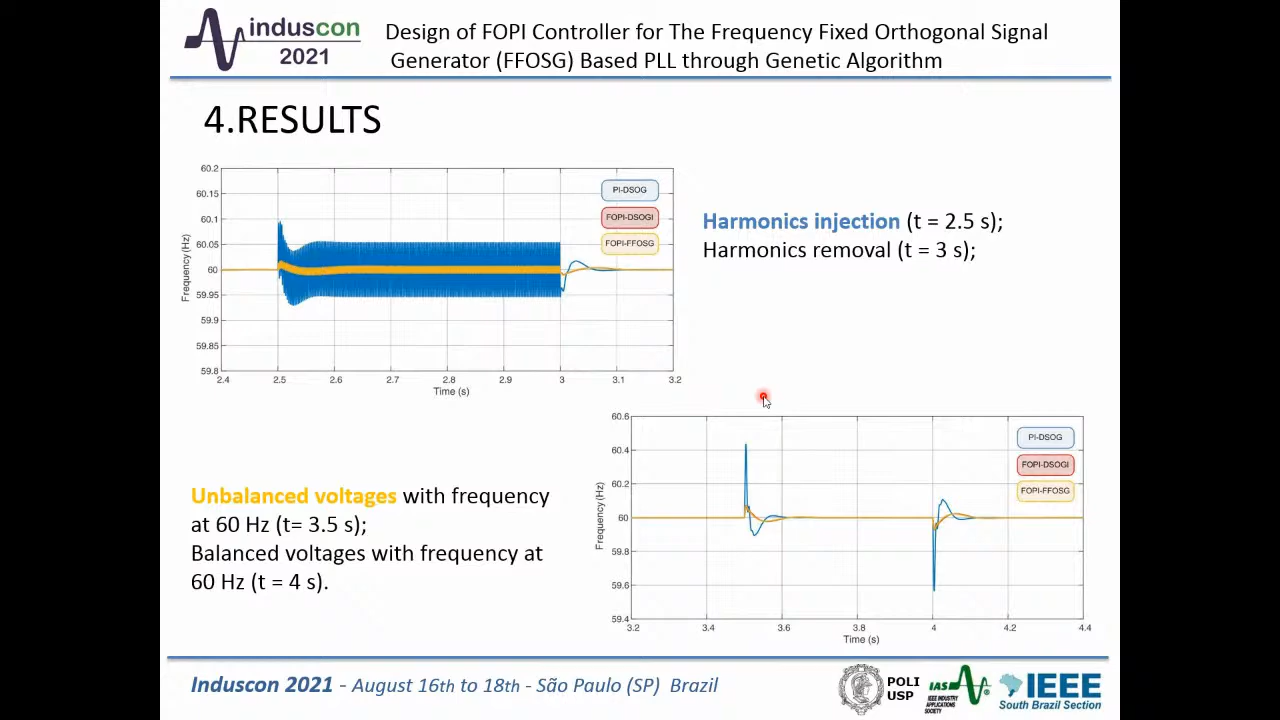 induscon
2021
Design of FOPI Controller for The Frequency Fixed Orthogonal Signal
Generator (FFOSG) Based PLL through Genetic Algorithm
4.RESULTS
60.2
60.15
60.1
60.05
60
59.95
59.9
59.85
59.8
Frequency(Hz)
2.4 2.5 2.6 2.7 2.8 2.9 3 3.1 3.2
Time (s)
PI-DSOG
FOPI-DSOGI
FOPI-FFOSG
Harmonics injection (t = 2.5 s);
Harmonics removal (t = 3 s);
Unbalanced voltages with frequency
at 60 Hz (t= 3.5 s);
Balanced voltages with frequency at
60 Hz (t = 4 s).
60.6
60.4
60.2
60
59.8
59.6
59.4
Frequency(Hz)
3.2 3.4 3.6 3.8 4 4.2 4.4
Time (s)
PI-DSOG
FOPI-DSOGI
FOPI-FFOSG
Induscon 2021 - August 16th to 18th - São Paulo (SP) Brazil
POLI
USP
IAS
IEEE INDUSTRY
APPLICATIONS
SOCIETY
®
IEEE
South Brazil Section